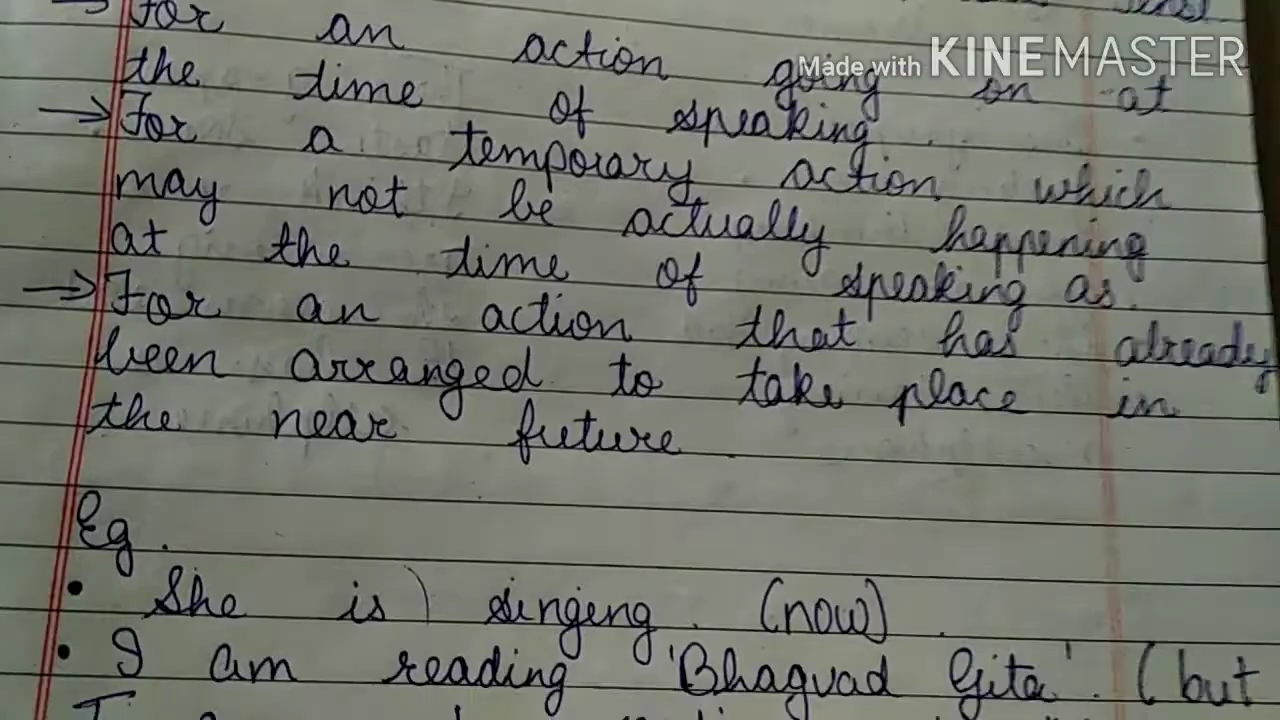 → For an action going on at
Made with KINEMASTER
the time of speaking
→ For a temporary action which
may not be actually happening
at the time of speaking as
→ For an action that has already
been arranged to take place in
the near future
Eg.
• She is) singing. (now).
• I am reading 'Bhagvad Gita'. (but